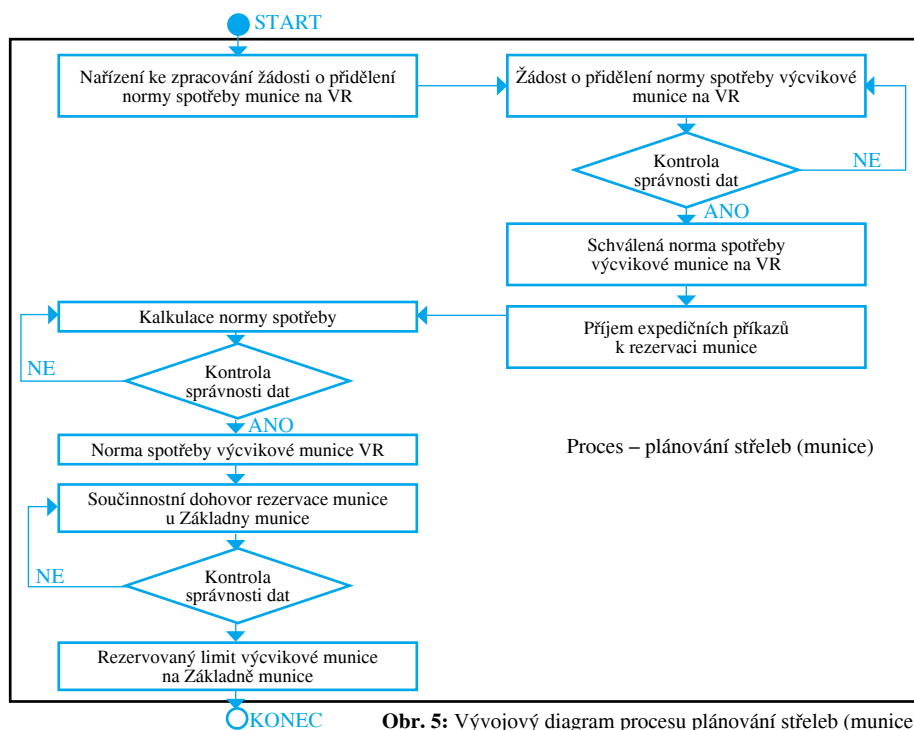 START
Nařízení ke zpracování žádosti o přidělení
normy spotřeby munice na VR
Žádost o přidělení normy spotřeby výcvikové
munice na VR
Kontrola
správnosti dat
NE
ANO
Schválená norma spotřeby
výcvikové munice na VR
Příjem expedičních příkazů
k rezervaci munice
Kalkulace normy spotřeby
NE
Kontrola
správnosti dat
ANO
Norma spotřeby výcvikové munice VR
Proces – plánování střeleb (munice)
Součinnostní dohovor rezervace munice
u Základny munice
NE
Kontrola
správnosti dat
Rezervovaný limit výcvikové munice
na Základně munice
KONEC
Obr. 5: Vývojový diagram procesu plánování střeleb (munice